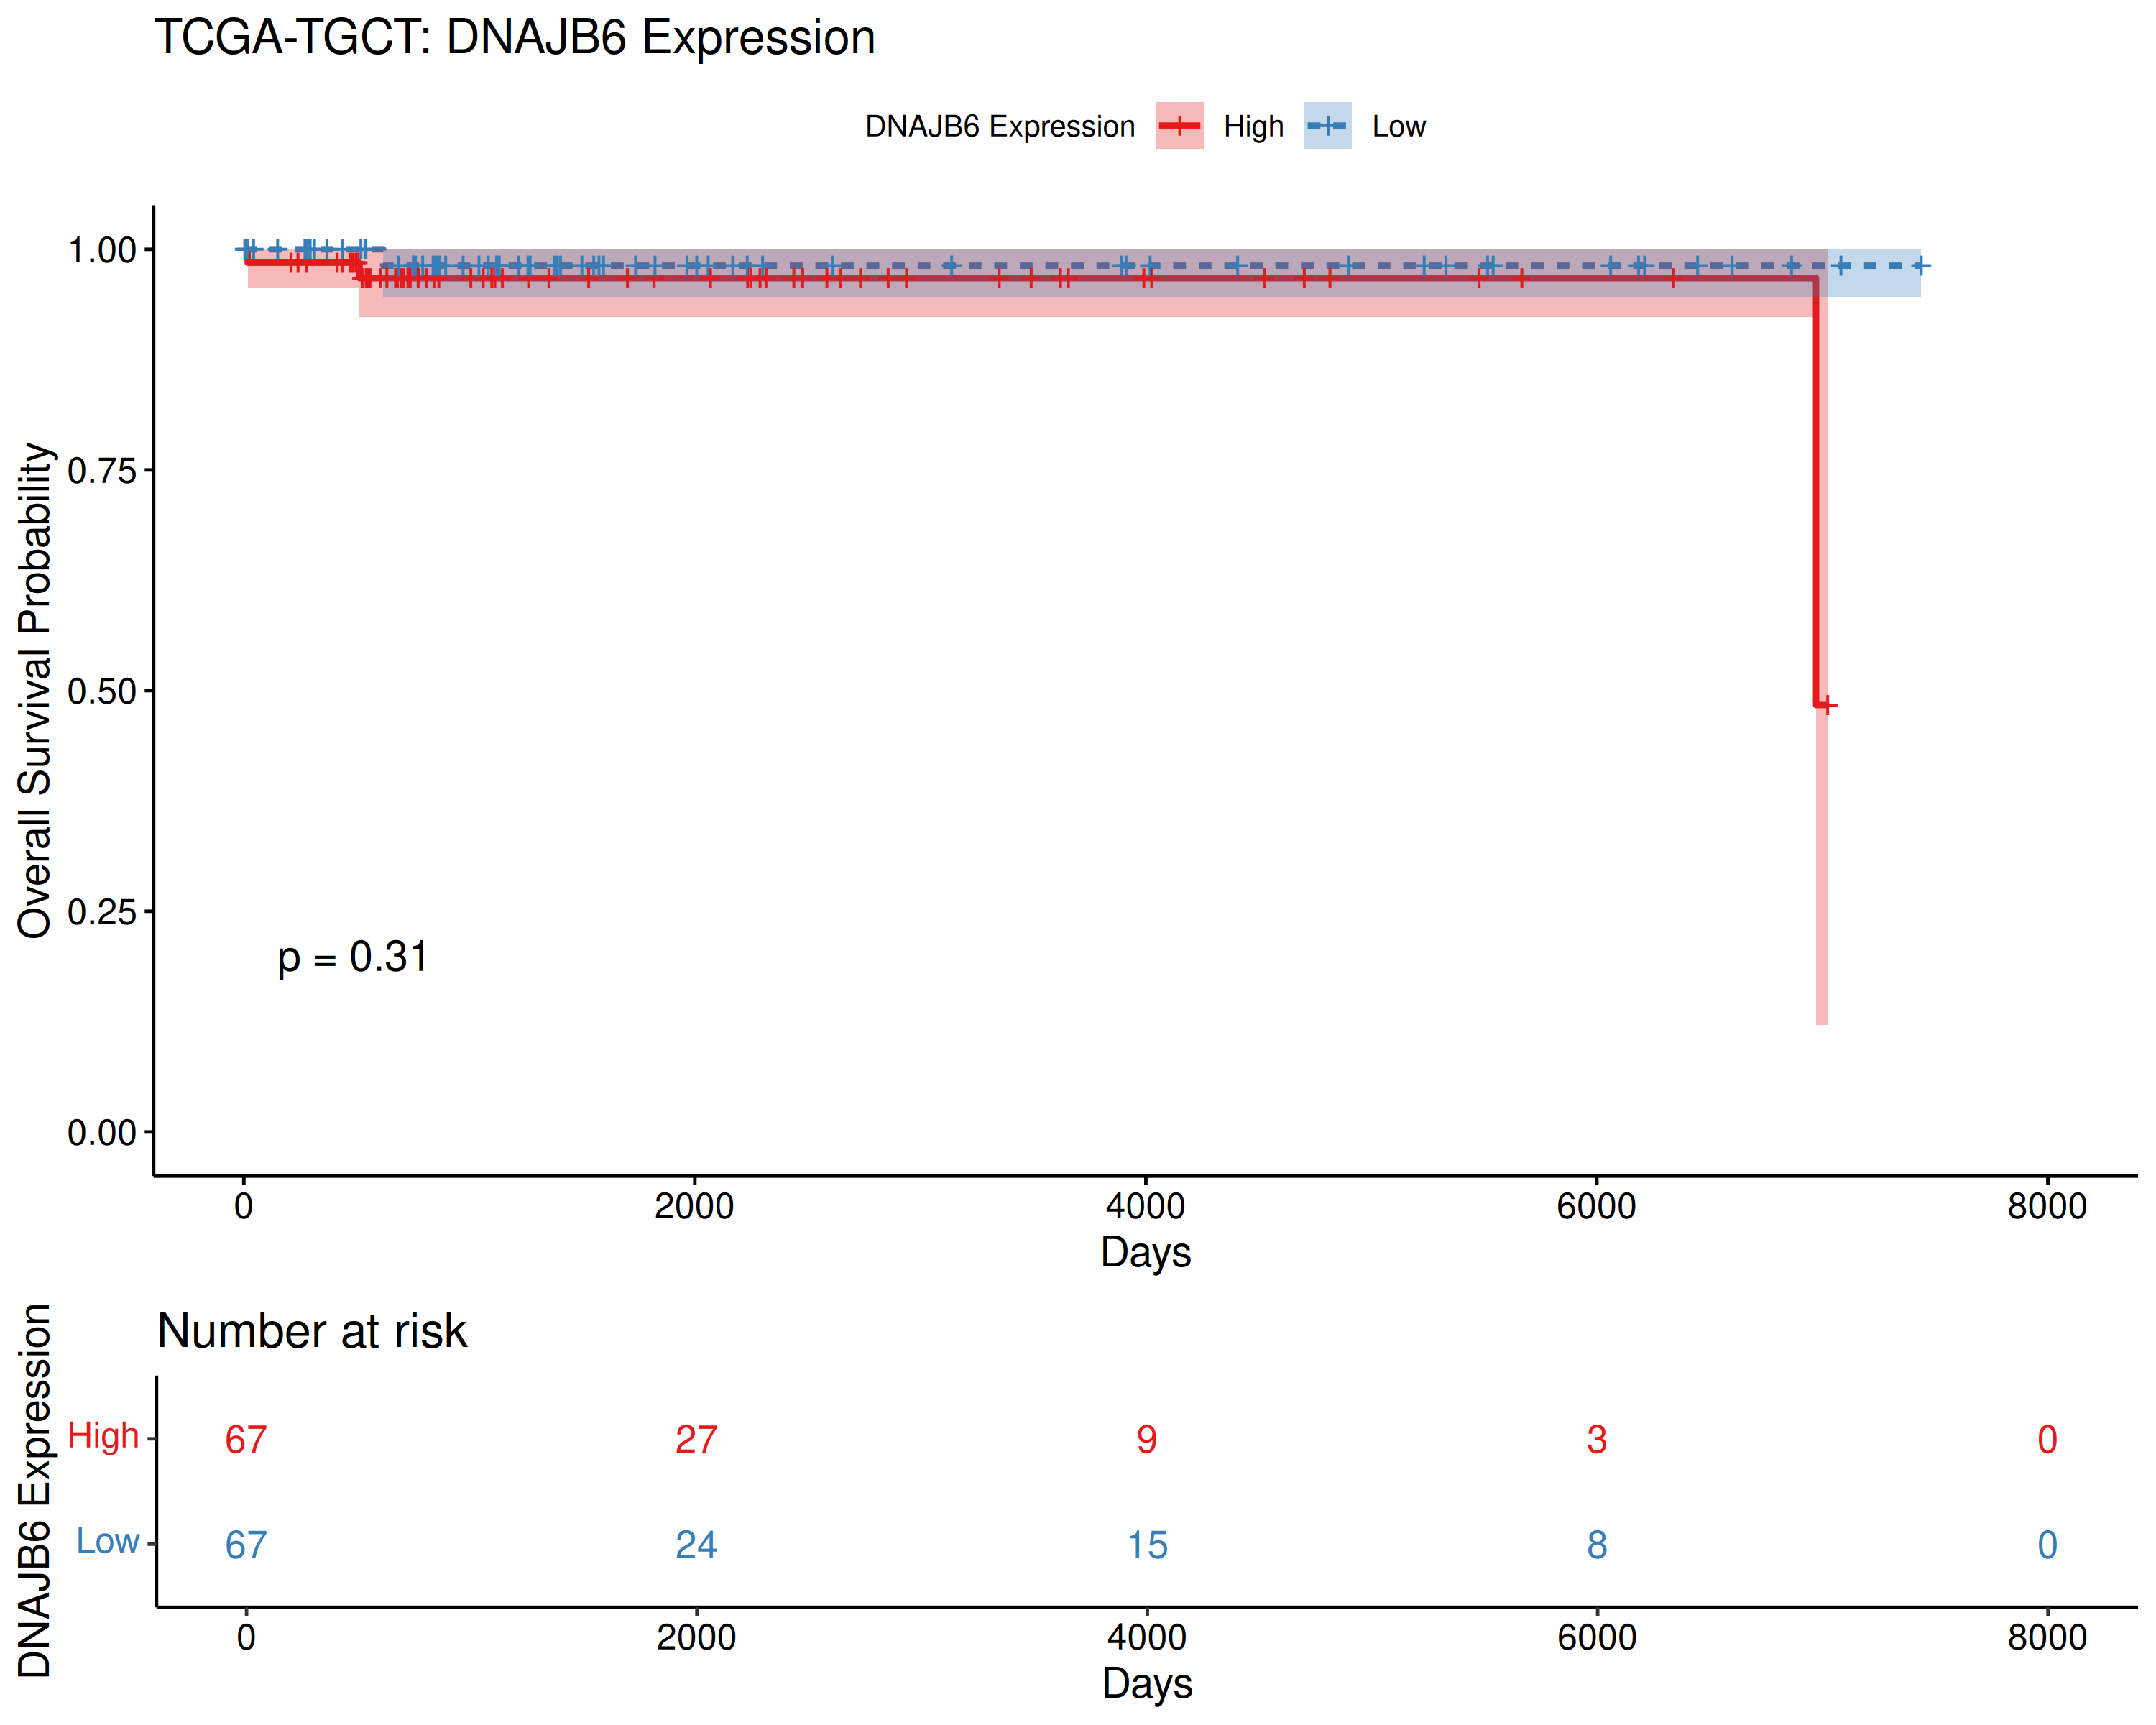 TCGA-TGCT: DNAJB6 Expression
DNAJB6 Expression High Low
Overall Survival Probability
1.00
0.75
0.50
0.25
0.00
p = 0.31
0 2000 4000 6000 8000
Days
Number at risk
DNAJB6 Expression
High 67 27 9 3 0
Low 67 24 15 8 0
0 2000 4000 6000 8000
Days